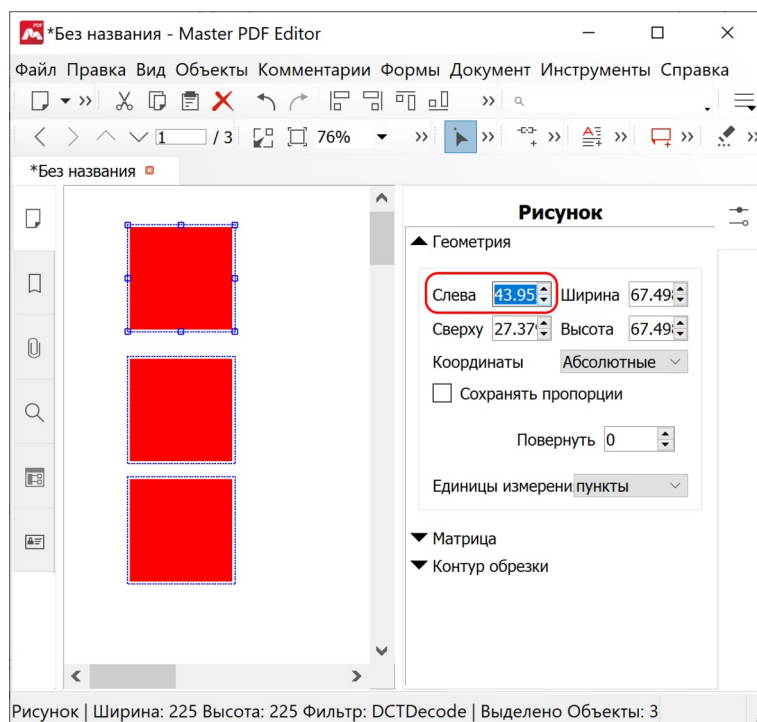 *Без названия - Master PDF Editor
Файл Правка Вид Объекты Комментарии Формы Документ Инструменты Справка
1 / 3 76%
*Без названия
Рисунок
Геометрия
Слева 43.95 Ширина 67.49
Сверху 27.37 Высота 67.49
Координаты Абсолютные
Сохранять пропорции
Повернуть 0
Единицы измерени пункты
Матрица
Контур обрезки
Рисунок | Ширина: 225 Высота: 225 Фильтр: DCTDecode | Выделено Объекты: 3